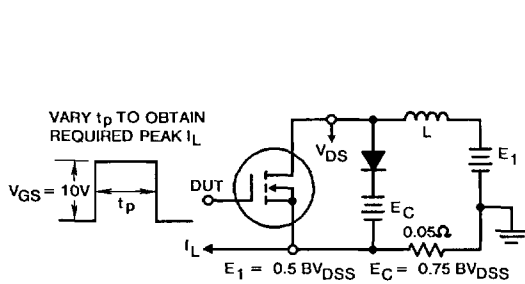 VARY tp TO OBTAIN
REQUIRED PEAK IL
VGS = 10V
tp
DUT
VDS
L
E1
EC
0.05Ω
IL
E1 = 0.5 BVDSS EC = 0.75 BVDSS